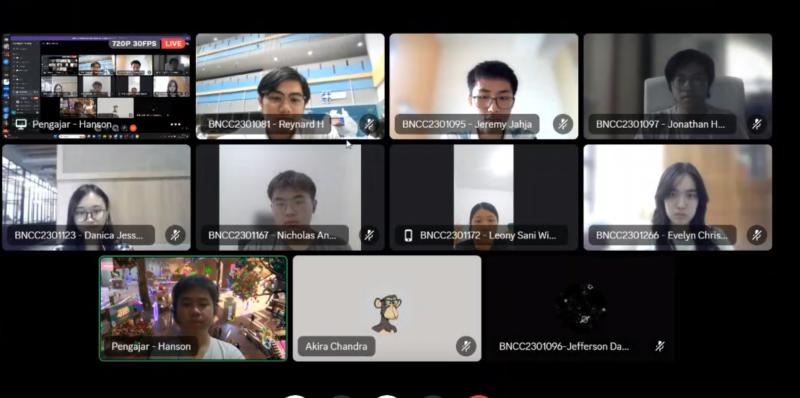 720P 30FPS LIVE
Pengajar - Hanson
BNCC2301081 - Reynard H
BNCC2301095 - Jeremy Jahja
BNCC2301097 - Jonathan H...
BNCC2301123 - Danica Jess...
BNCC2301167 - Nicholas An...
BNCC2301172 - Leony Sani Wi...
BNCC2301266 - Evelyn Chris...
Pengajar - Hanson
Akira Chandra
BNCC2301096-Jefferson Da...